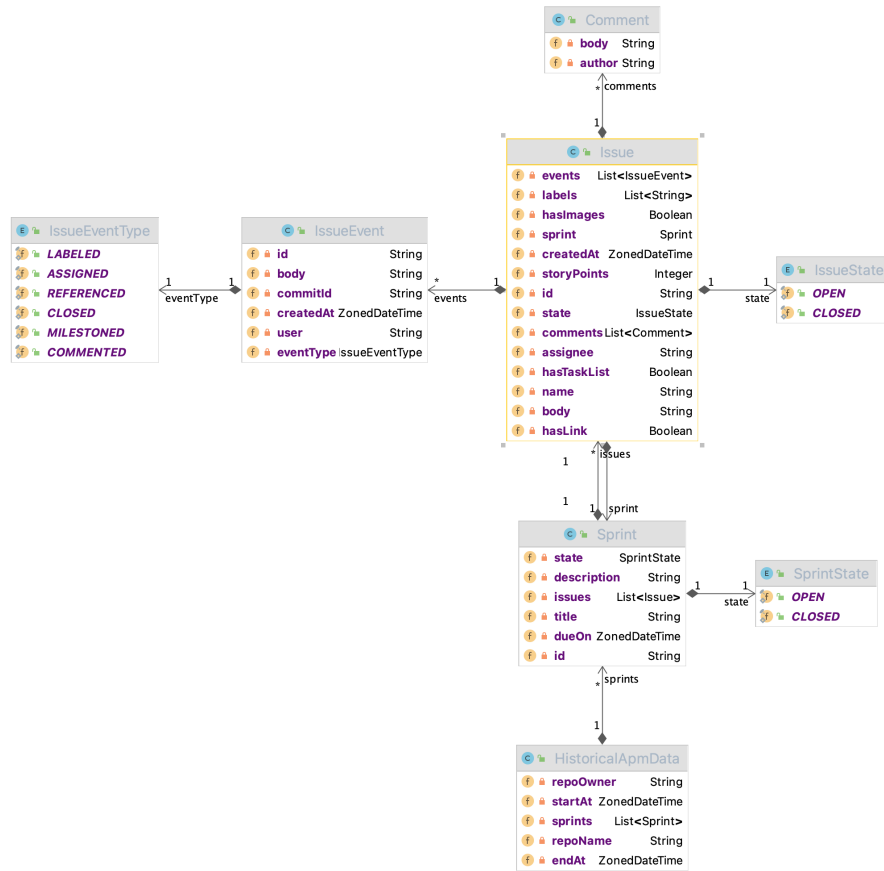 Comment
body String
author String
* comments
1
Issue
events List<IssueEvent>
labels List<String>
hasImages Boolean
sprint Sprint
createdAt ZonedDateTime
storyPoints Integer
id String
state IssueState
comments List<Comment>
assignee String
hasTaskList Boolean
name String
body String
hasLink Boolean
IssueEventType
LABELED
ASSIGNED
REFERENCED
CLOSED
MILESTONED
COMMENTED
1 1
eventType
IssueEvent
id String
body String
commitId String
createdAt ZonedDateTime
user String
eventType IssueEventType
* 1
events
1 1
state
IssueState
OPEN
CLOSED
* issues
1
1
1 sprint
Sprint
state SprintState
description String
issues List<Issue>
title String
dueOn ZonedDateTime
id String
1 1
state
SprintState
OPEN
CLOSED
* sprints
1
HistoricalApmData
repoOwner String
startAt ZonedDateTime
sprints List<Sprint>
repoName String
endAt ZonedDateTime